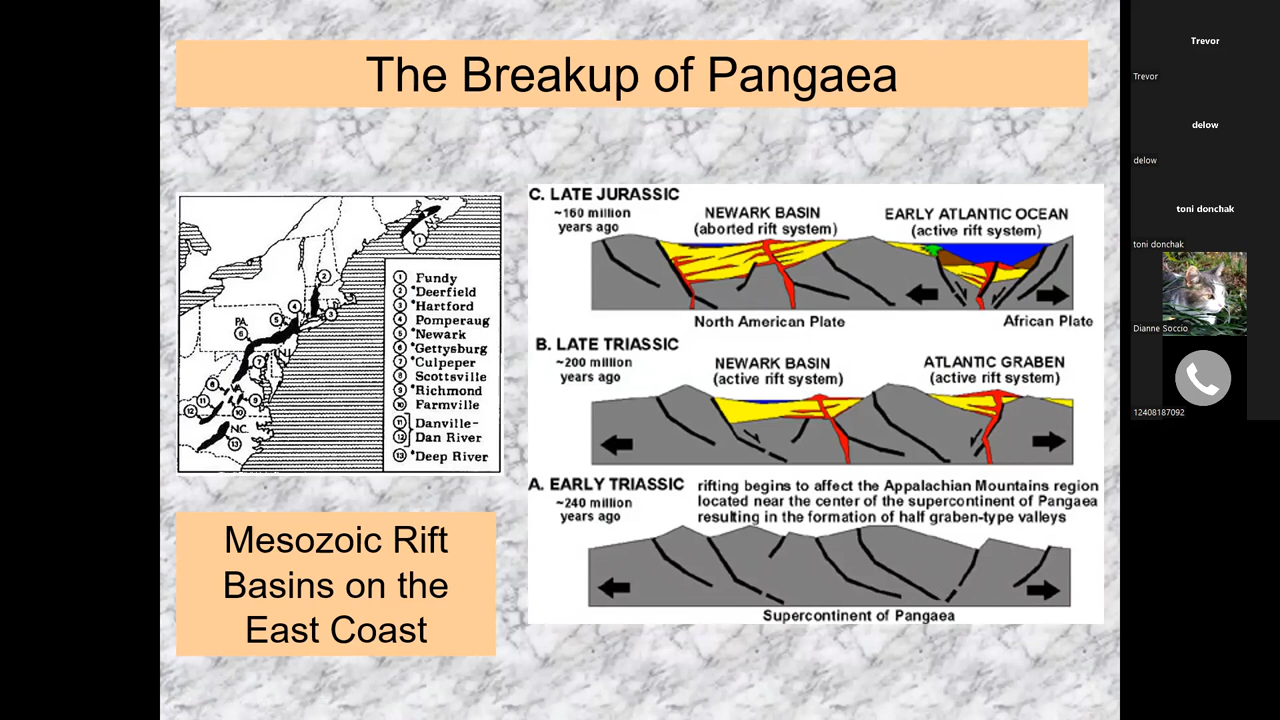 The Breakup of Pangaea
PA.
NJ
NC.
1 Fundy
2 *Deerfield
3 *Hartford
4 Pomperaug
5 *Newark
6 *Gettysburg
7 *Culpeper
8 Scottsville
9 *Richmond
10 Farmville
11 Danville-
12 Dan River
13 *Deep River
Mesozoic Rift
Basins on the
East Coast
C. LATE JURASSIC
~160 million
years ago
NEWARK BASIN
(aborted rift system)
EARLY ATLANTIC OCEAN
(active rift system)
North American Plate
African Plate
B. LATE TRIASSIC
~200 million
years ago
NEWARK BASIN
(active rift system)
ATLANTIC GRABEN
(active rift system)
A. EARLY TRIASSIC
~240 million
years ago
rifting begins to affect the Appalachian Mountains region
located near the center of the supercontinent of Pangaea
resulting in the formation of half graben-type valleys
Supercontinent of Pangaea
Trevor
Trevor
delow
delow
toni donchak
toni donchak
Dianne Soccio
12408187092